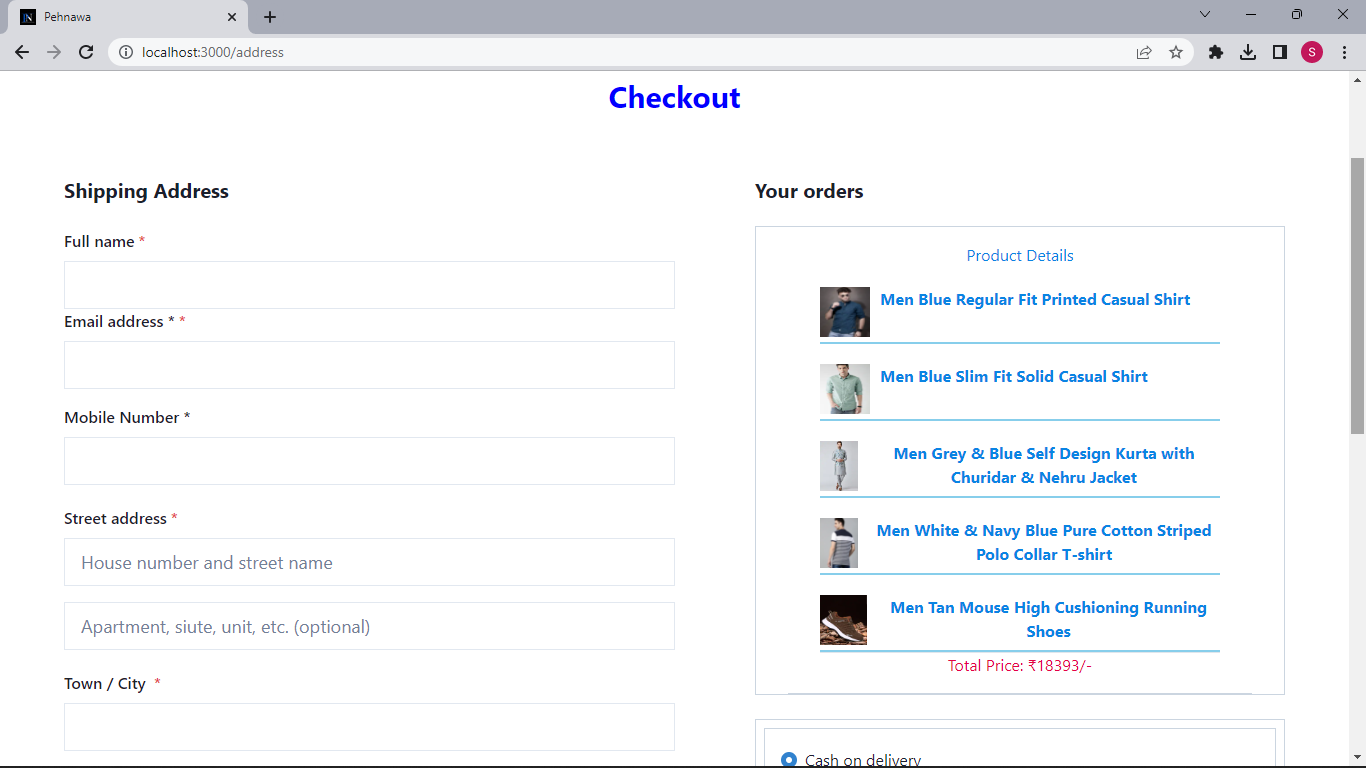 Pehnawa
localhost:3000/address
S
Checkout
Shipping Address
Full name *
Email address * *
Mobile Number *
Street address *
House number and street name
Apartment, siute, unit, etc. (optional)
Town / City *
Your orders
Product Details
Men Blue Regular Fit Printed Casual Shirt
Men Blue Slim Fit Solid Casual Shirt
Men Grey & Blue Self Design Kurta with
Churidar & Nehru Jacket
Men White & Navy Blue Pure Cotton Striped
Polo Collar T-shirt
Men Tan Mouse High Cushioning Running
Shoes
Total Price: ₹18393/-
Cash on delivery